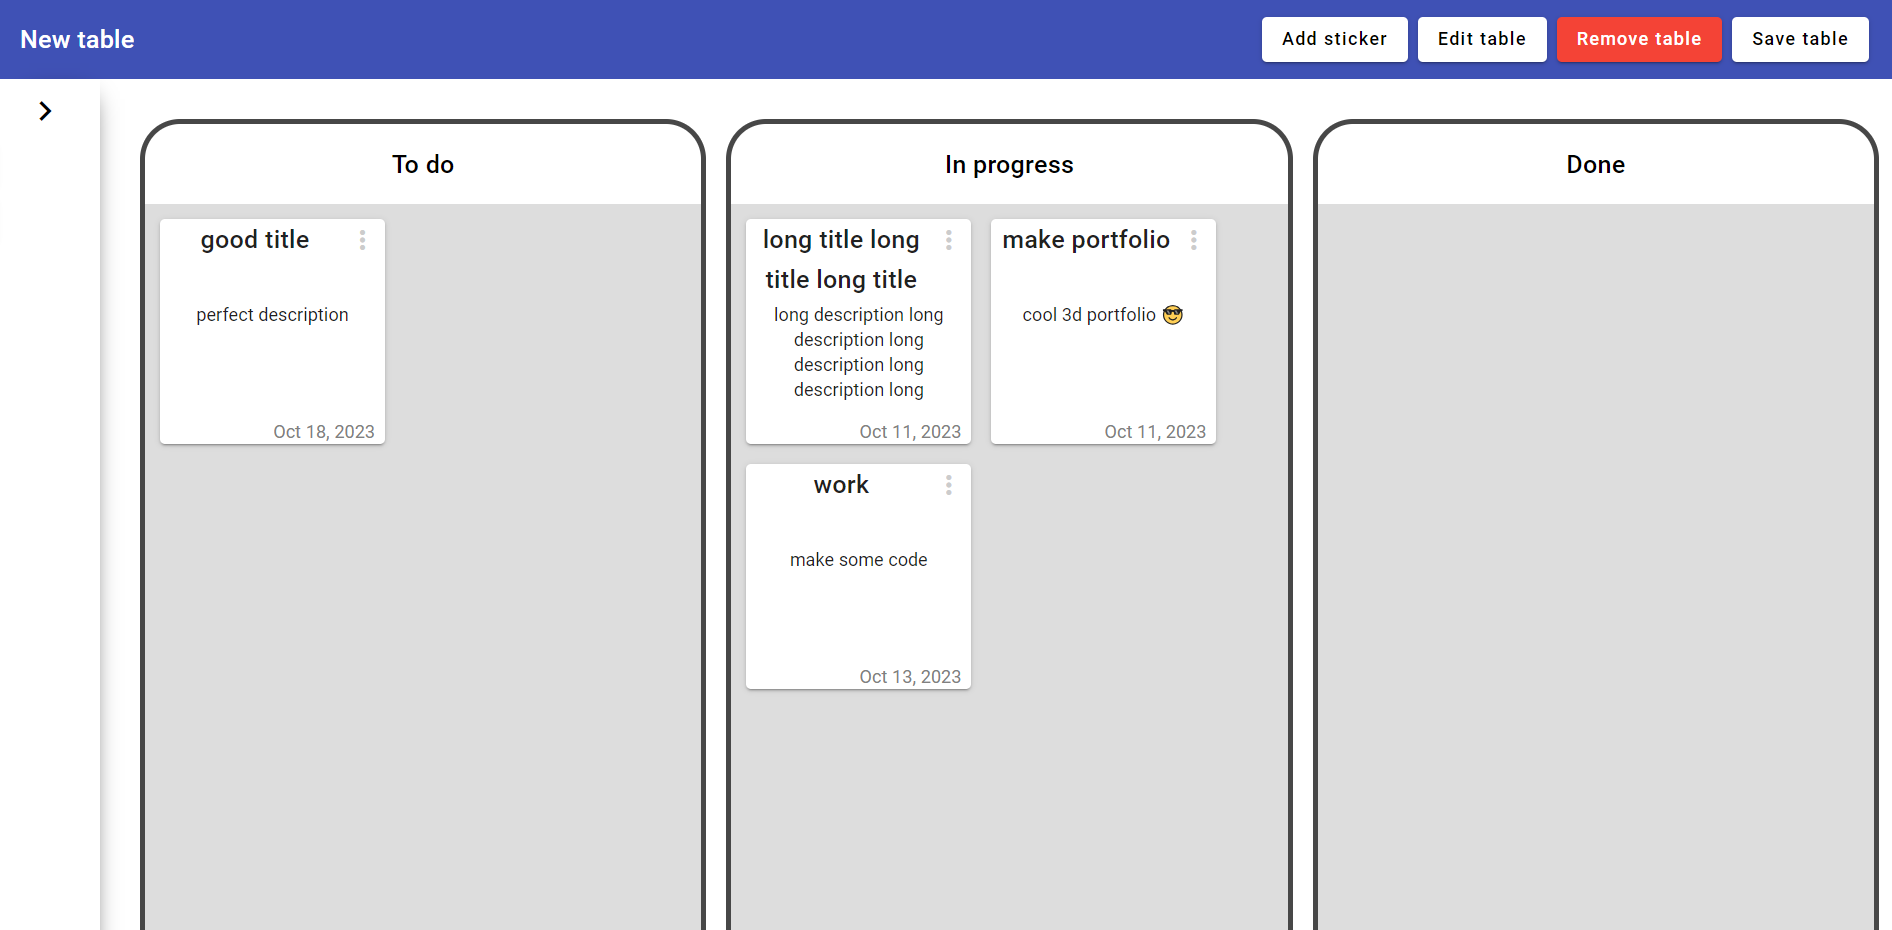 New table
Add sticker
Edit table
Remove table
Save table
To do
good title
perfect description
Oct 18, 2023
In progress
long title long
title long title
long description long
description long
description long
description long
Oct 11, 2023
make portfolio
cool 3d portfolio 😎
Oct 11, 2023
work
make some code
Oct 13, 2023
Done